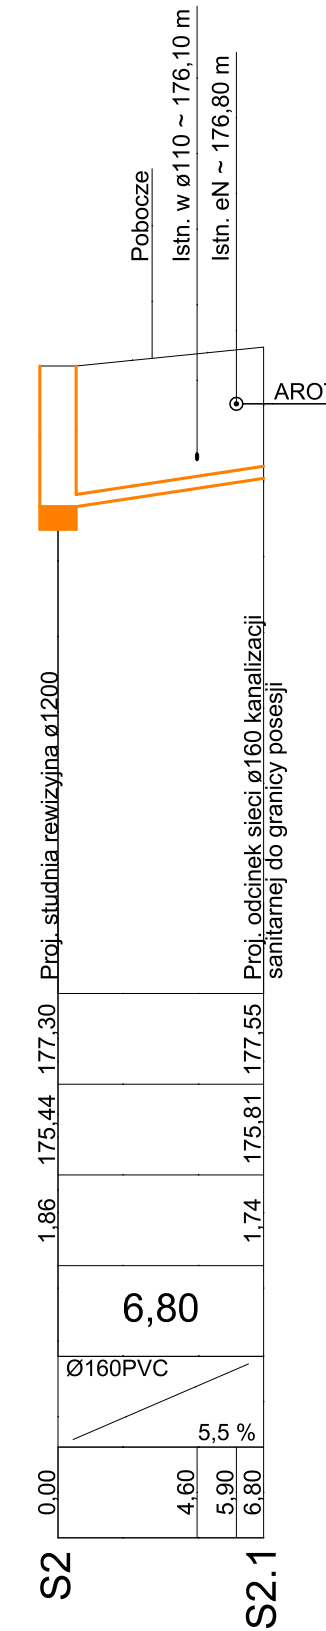 Pobocze
Istn. w ø110 ~ 176,10 m
Istn. eN ~ 176,80 m
AROT
Proj. studnia rewizyjna ø1200
Proj. odcinek sieci ø160 kanalizacji
sanitarnej do granicy posesji
177,30
177,55
175,44
175,81
1,86
1,74
6,80
Ø160PVC
5,5 %
0,00
4,60
5,90
6,80
S2
S2.1